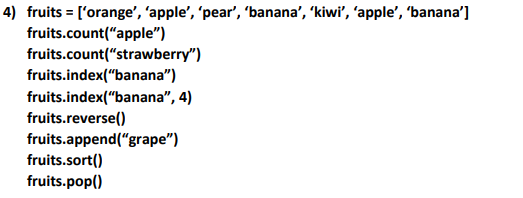 4) fruits = [‘orange’, ‘apple’, ‘pear’, ‘banana’, ‘kiwi’, ‘apple’, ‘banana’]
fruits.count(“apple”)
fruits.count(“strawberry”)
fruits.index(“banana”)
fruits.index(“banana”, 4)
fruits.reverse()
fruits.append(“grape”)
fruits.sort()
fruits.pop()